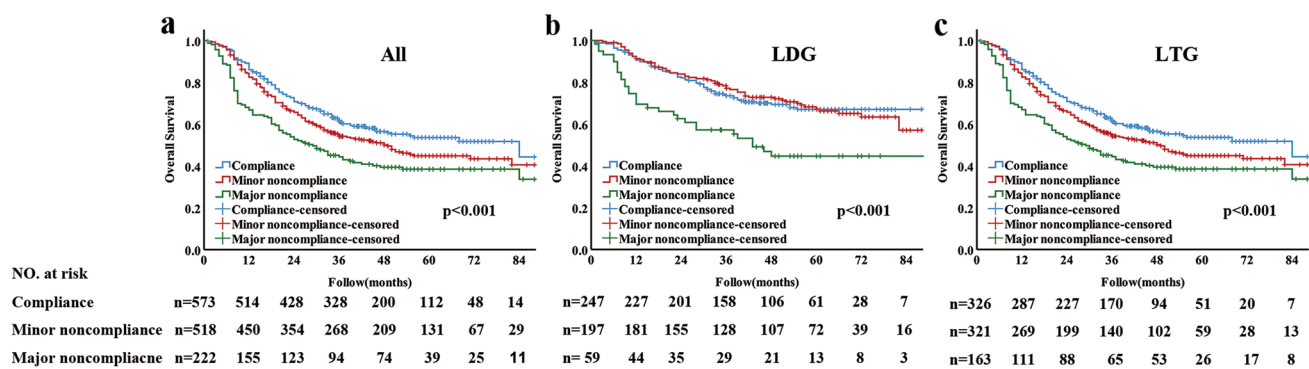 a All
Overall Survival
1.0
0.8
0.6
0.4
0.2
0.0
Compliance
Minor noncompliance
Major noncompliance
Compliance-censored
Minor noncompliance-censored
Major noncompliance-censored
p<0.001
0 12 24 36 48 60 72 84
Follow(months)
b LDG
Overall Survival
1.0
0.8
0.6
0.4
0.2
0.0
Compliance
Minor noncompliance
Major noncompliance
Compliance-censored
Minor noncompliance-censored
Major noncompliance-censored
p<0.001
0 12 24 36 48 60 72 84
Follow(months)
c LTG
Overall Survival
1.0
0.8
0.6
0.4
0.2
0.0
Compliance
Minor noncompliance
Major noncompliance
Compliance-censored
Minor noncompliance-censored
Major noncompliance-censored
p<0.001
0 12 24 36 48 60 72 84
Follow(months)
NO. at risk
Compliance n=573 514 428 328 200 112 48 14 n=247 227 201 158 106 61 28 7 n=326 287 227 170 94 51 20 7
Minor noncompliance n=518 450 354 268 209 131 67 29 n=197 181 155 128 107 72 39 16 n=321 269 199 140 102 59 28 13
Major noncompliacne n=222 155 123 94 74 39 25 11 n= 59 44 35 29 21 13 8 3 n=163 111 88 65 53 26 17 8